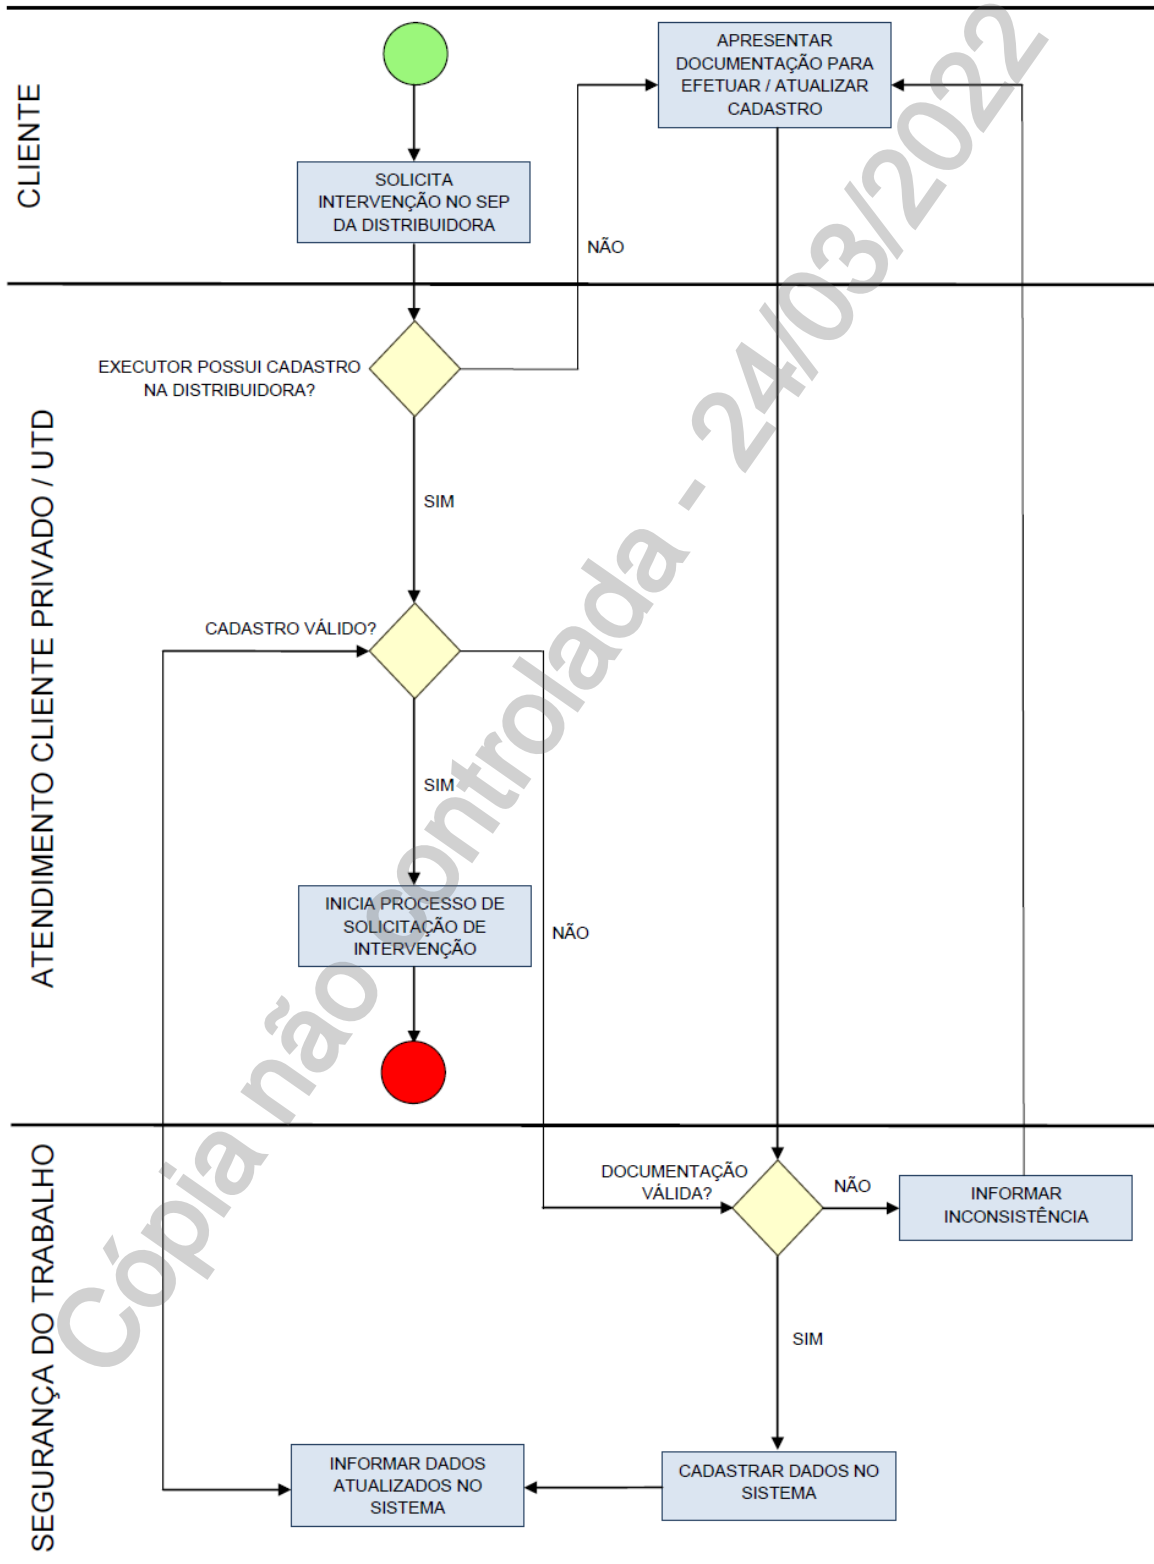 CLIENTE
APRESENTAR
DOCUMENTAÇÃO PARA
EFETUAR / ATUALIZAR
CADASTRO
SOLICITA
INTERVENÇÃO NO SEP
DA DISTRIBUIDORA
NÃO
ATENDIMENTO CLIENTE PRIVADO / UTD
EXECUTOR POSSUI CADASTRO
NA DISTRIBUIDORA?
SIM
CADASTRO VÁLIDO?
SIM
INICIA PROCESSO DE
SOLICITAÇÃO DE
INTERVENÇÃO
NÃO
SEGURANÇA DO TRABALHO
DOCUMENTAÇÃO
VÁLIDA?
NÃO
INFORMAR
INCONSISTÊNCIA
SIM
INFORMAR DADOS
ATUALIZADOS NO
SISTEMA
CADASTRAR DADOS NO
SISTEMA
Cópia não controlada - 24/03/2022